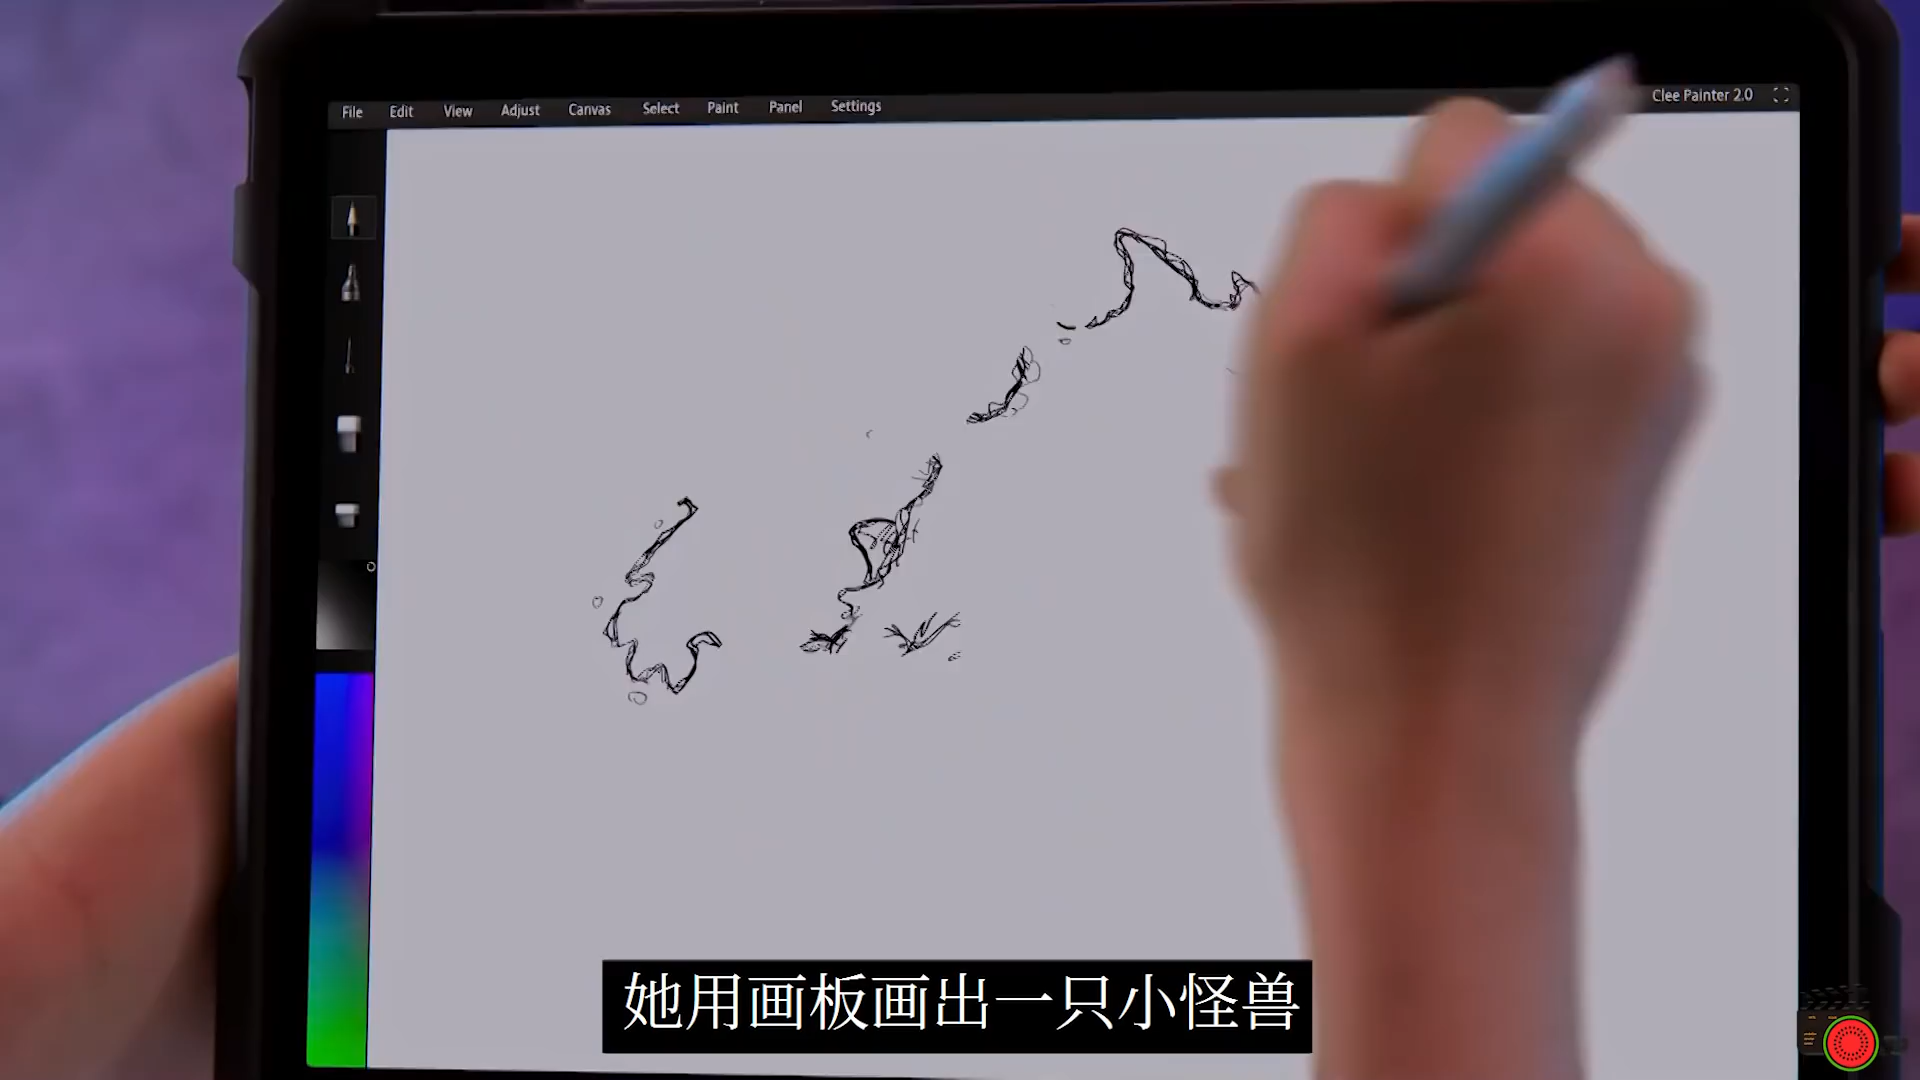 File Edit View Adjust Canvas Select Paint Panel Settings Clee Painter 2.0
她用画板画出一只小怪兽